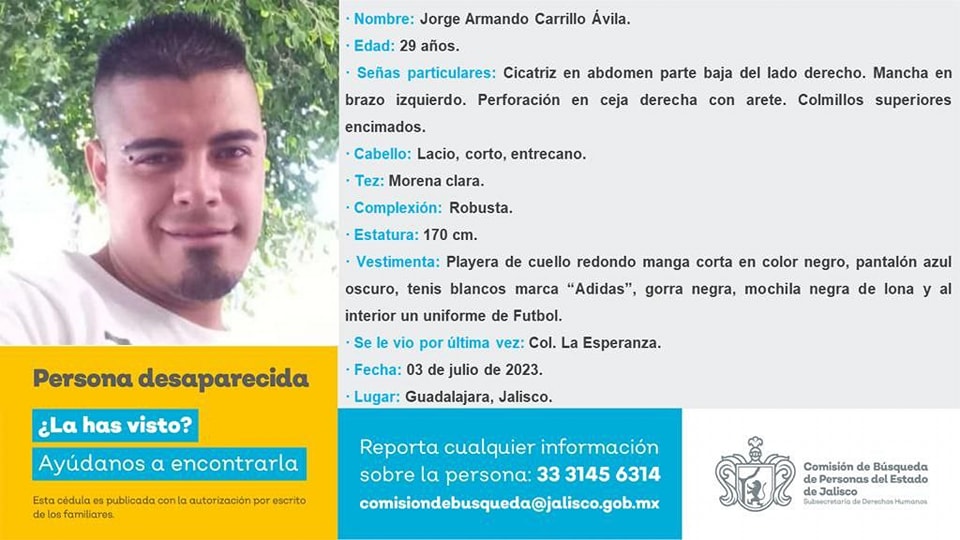 · Nombre: Jorge Armando Carrillo Ávila.
· Edad: 29 años.
· Señas particulares: Cicatriz en abdomen parte baja del lado derecho. Mancha en
brazo izquierdo. Perforación en ceja derecha con arete. Colmillos superiores
encimados.
· Cabello: Lacio, corto, entrecano.
· Tez: Morena clara.
· Complexión: Robusta.
· Estatura: 170 cm.
· Vestimenta: Playera de cuello redondo manga corta en color negro, pantalón azul
oscuro, tenis blancos marca “Adidas”, gorra negra, mochila negra de lona y al
interior un uniforme de Futbol.
· Se le vio por última vez: Col. La Esperanza.
· Fecha: 03 de julio de 2023.
· Lugar: Guadalajara, Jalisco.
Persona desaparecida
¿La has visto?
Ayúdanos a encontrarla
Esta cédula es publicada con la autorización por escrito
de los familiares.
Reporta cualquier información
sobre la persona: 33 3145 6314
comisiondebusqueda@jalisco.gob.mx
Comisión de Búsqueda
de Personas del Estado
de Jalisco
Subsecretaría de Derechos Humanos